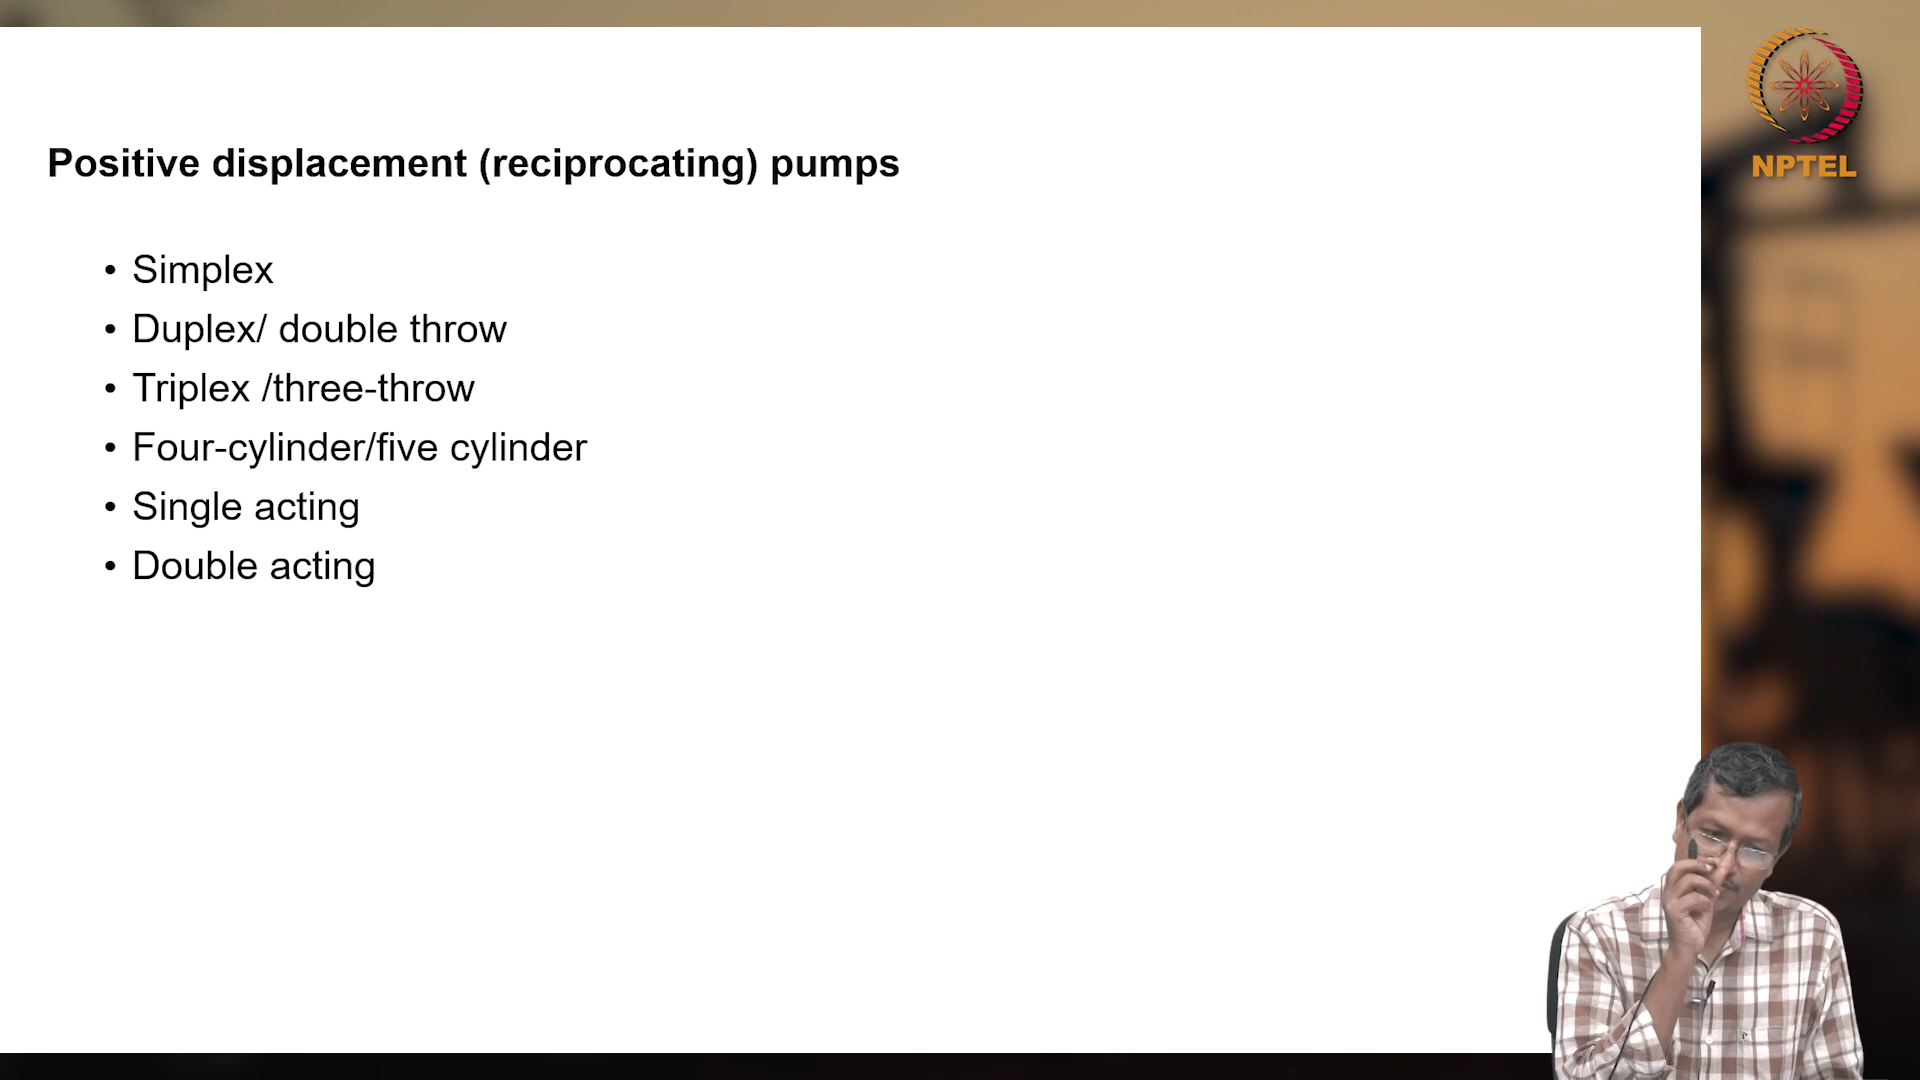 Positive displacement (reciprocating) pumps
• Simplex
• Duplex/ double throw
• Triplex /three-throw
• Four-cylinder/five cylinder
• Single acting
• Double acting
NPTEL